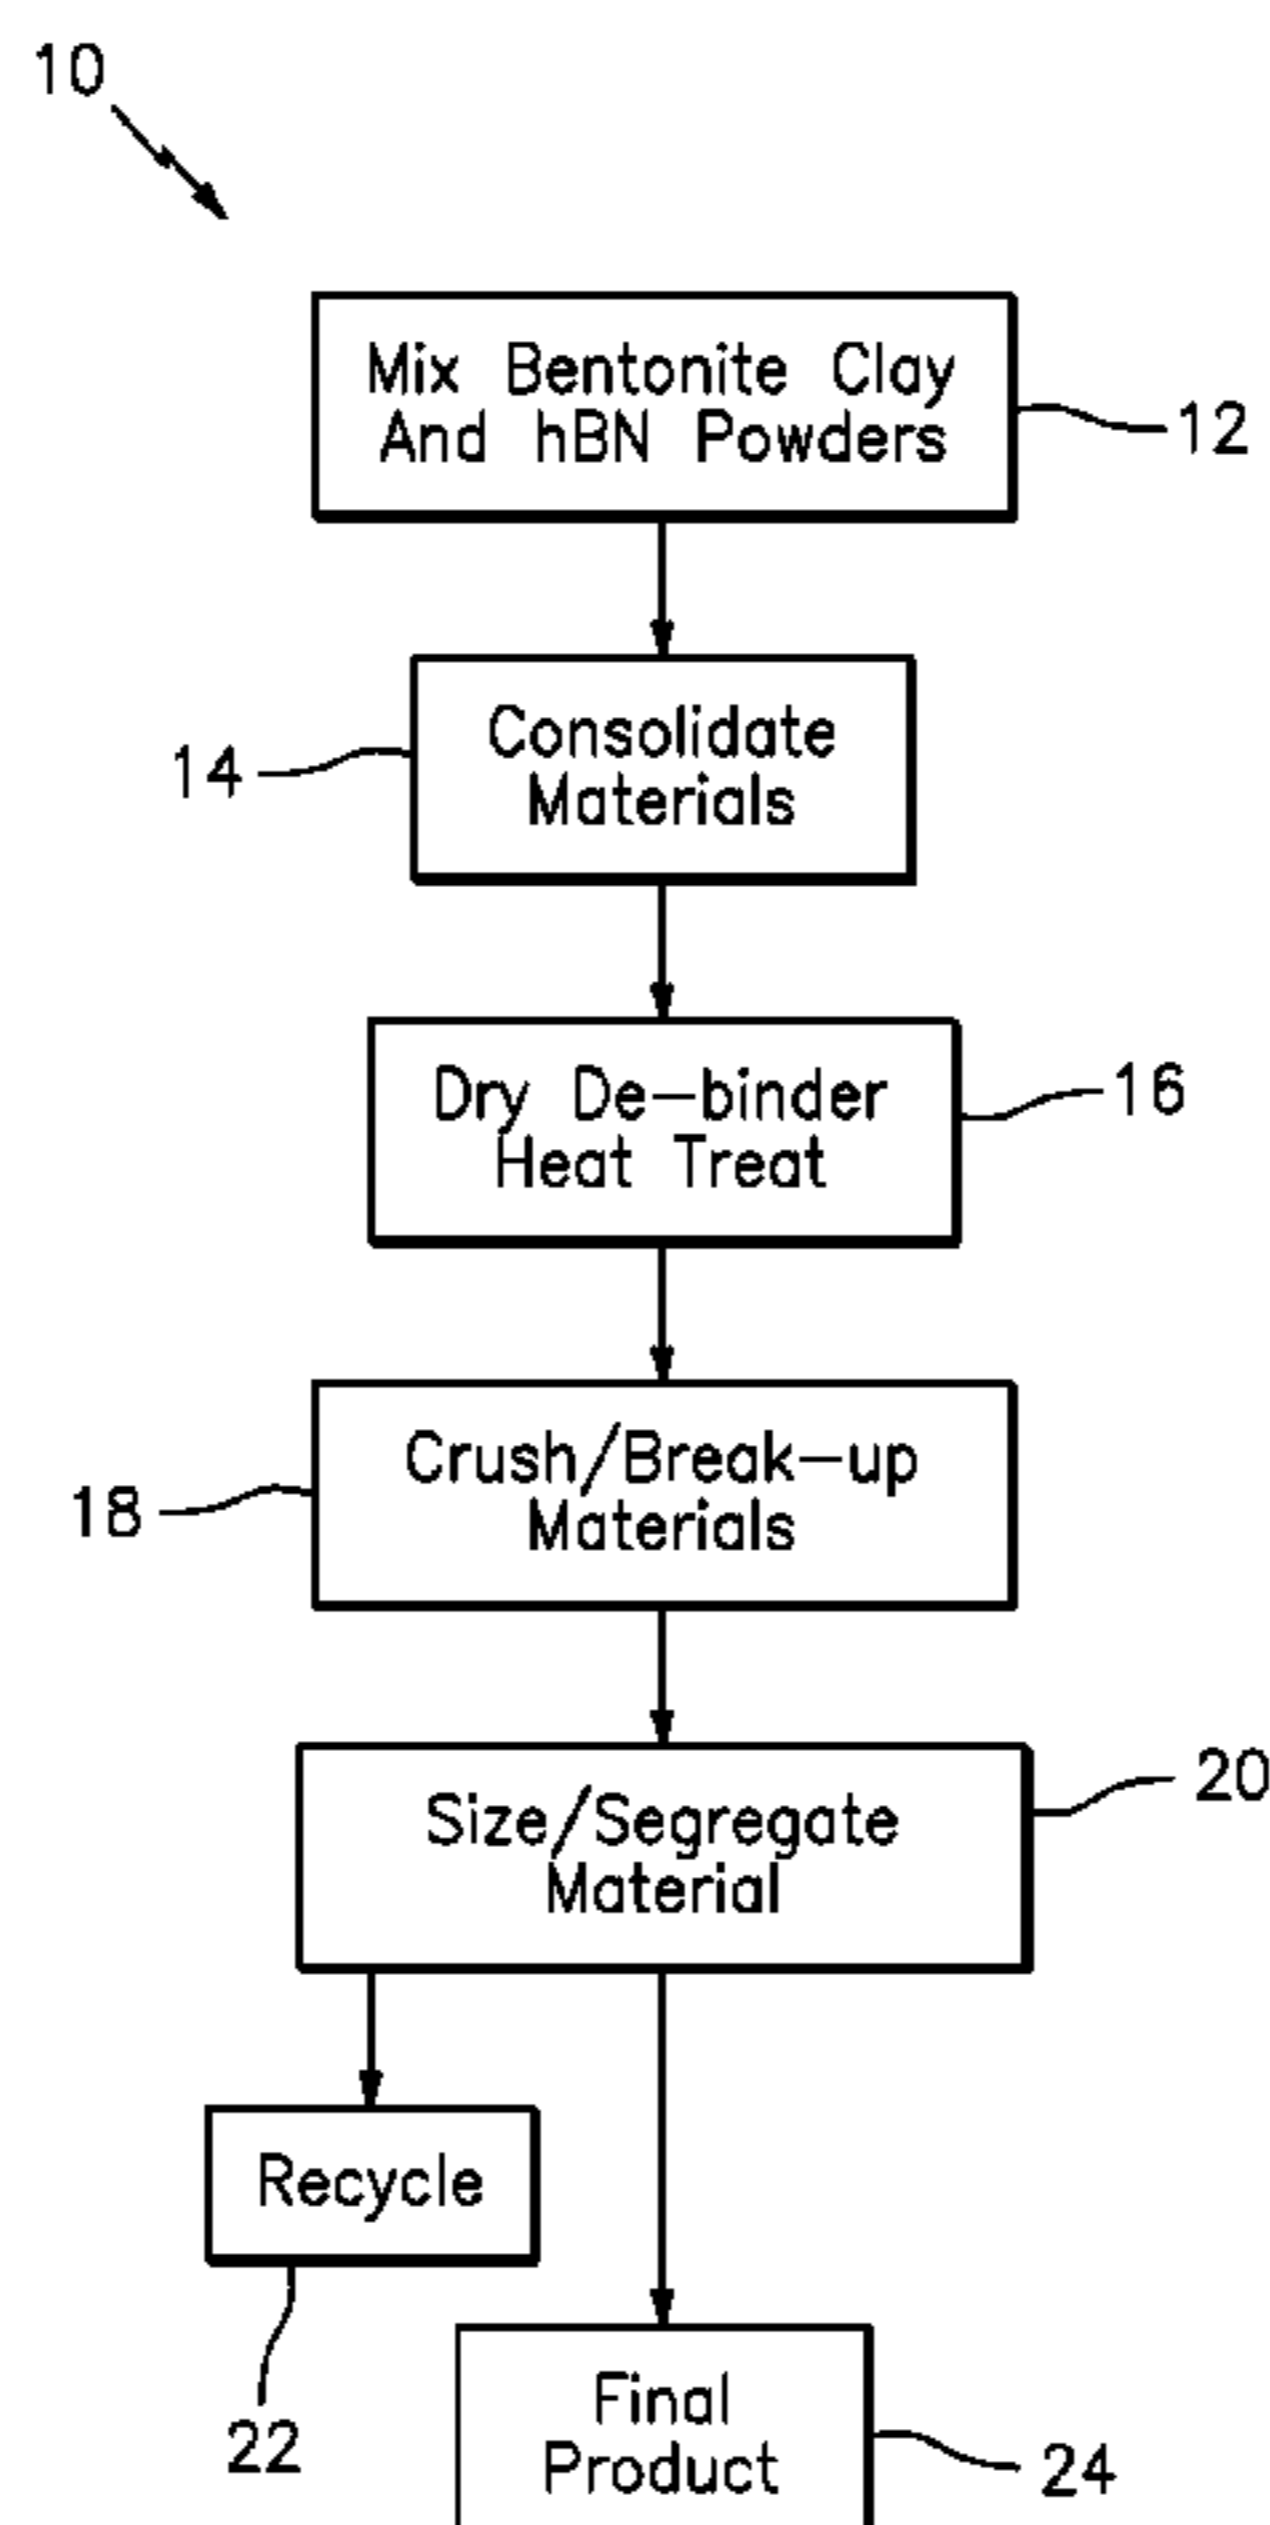 10
Mix Bentonite Clay
And hBN Powders
12
Consolidate
Materials
14
Dry De-binder
Heat Treat
16
Crush/Break-up
Materials
18
Size/Segregate
Material
20
Recycle
22
Final
Product
24